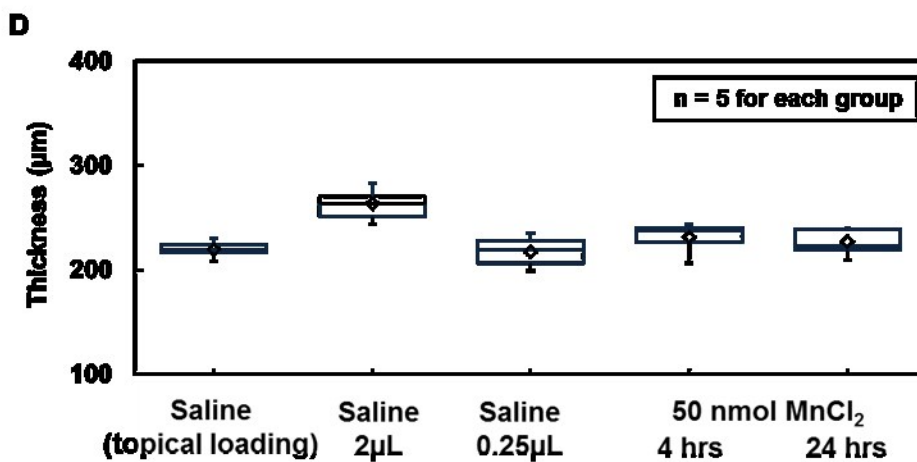 D
400
n = 5 for each group
300
Thickness (μm)
200
100
Saline
(topical loading)
Saline
2μL
Saline
0.25μL
50 nmol MnCl₂
4 hrs
24 hrs